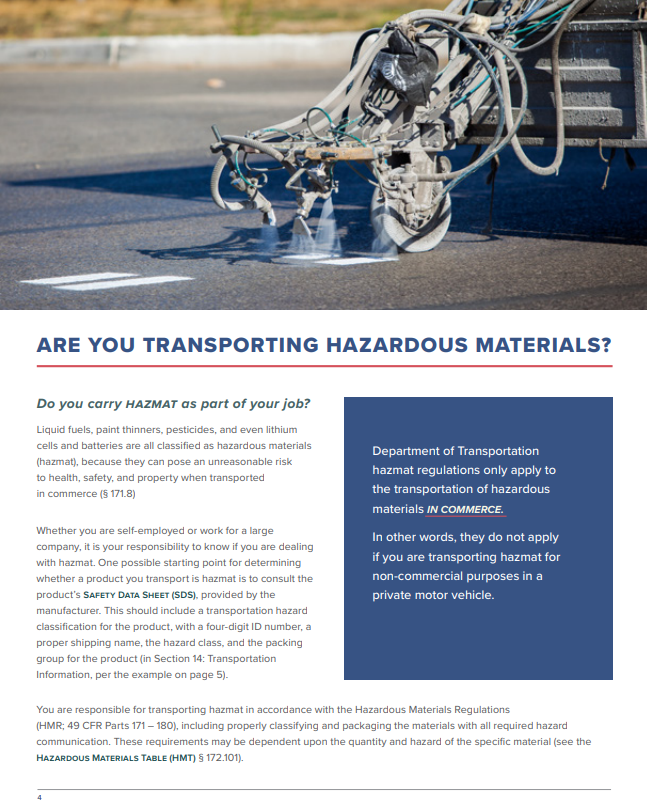 ARE YOU TRANSPORTING HAZARDOUS MATERIALS?
Do you carry HAZMAT as part of your job?
Liquid fuels, paint thinners, pesticides, and even lithium
cells and batteries are all classified as hazardous materials
(hazmat), because they can pose an unreasonable risk
to health, safety, and property when transported
in commerce (§ 171.8)
Whether you are self-employed or work for a large
company, it is your responsibility to know if you are dealing
with hazmat. One possible starting point for determining
whether a product you transport is hazmat is to consult the
product's SAFETY DATA SHEET (SDS), provided by the
manufacturer. This should include a transportation hazard
classification for the product, with a four-digit ID number, a
proper shipping name, the hazard class, and the packing
group for the product (in Section 14: Transportation
Information, per the example on page 5).
Department of Transportation
hazmat regulations only apply to
the transportation of hazardous
materials IN COMMERCE.
In other words, they do not apply
if you are transporting hazmat for
non-commercial purposes in a
private motor vehicle.
You are responsible for transporting hazmat in accordance with the Hazardous Materials Regulations
(HMR; 49 CFR Parts 171 – 180), including properly classifying and packaging the materials with all required hazard
communication. These requirements may be dependent upon the quantity and hazard of the specific material (see the
HAZARDOUS MATERIALS TABLE (HMT) § 172.101).
4